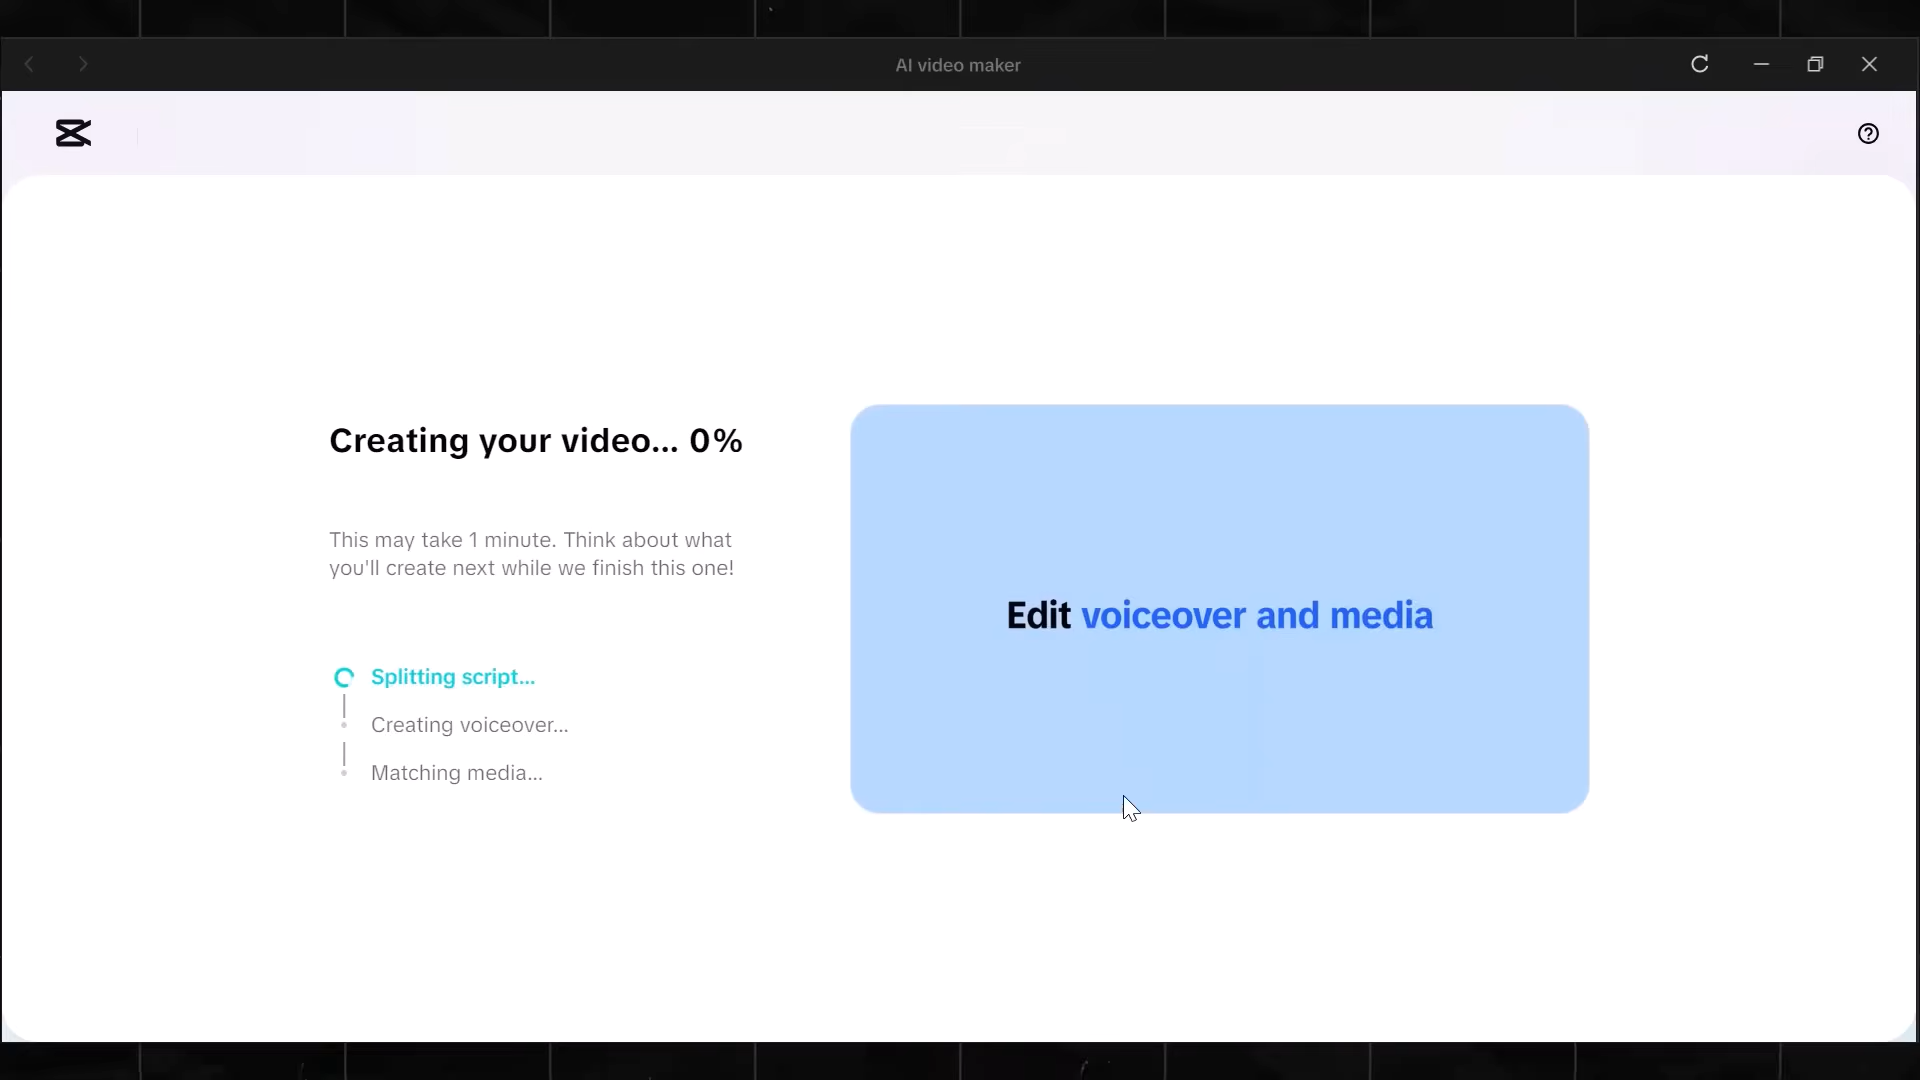 AI video maker
Creating your video... 0%
This may take 1 minute. Think about what
you'll create next while we finish this one!
Splitting script...
Creating voiceover...
Matching media...
Edit voiceover and media